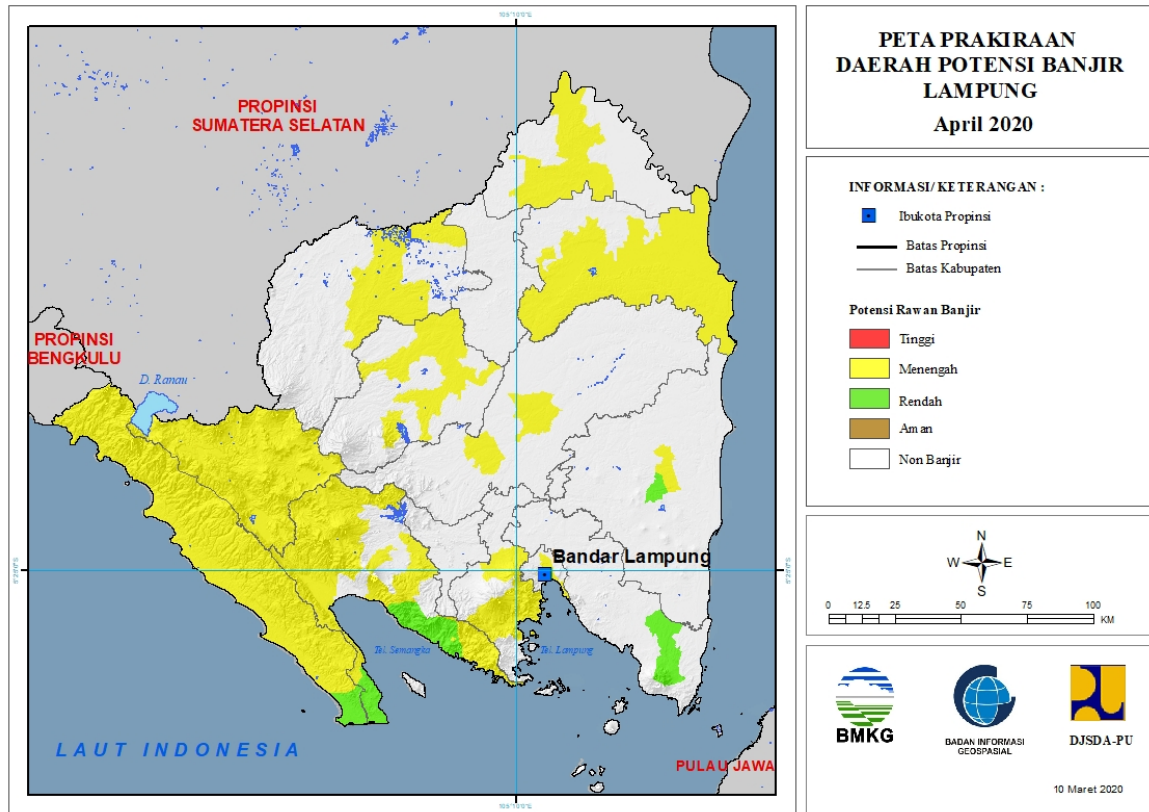 PROPINSI
SUMATERA SELATAN
PROPINSI
BENGKULU
D. Ranau
Bandar Lampung
Tel. Semangka
Tel. Lampung
LAUT INDONESIA
PULAU JAWA
PETA PRAKIRAAN
DAERAH POTENSI BANJIR
LAMPUNG
April 2020
INFORMASI/ KETERANGAN :
Ibukota Propinsi
Batas Propinsi
Batas Kabupaten
Potensi Rawan Banjir
Tinggi
Menengah
Rendah
Aman
Non Banjir
N
W E
S
0 12.5 25 50 75 100
KM
BMKG
BADAN INFORMASI
GEOSPASIAL
DJSDA-PU
10 Maret 2020